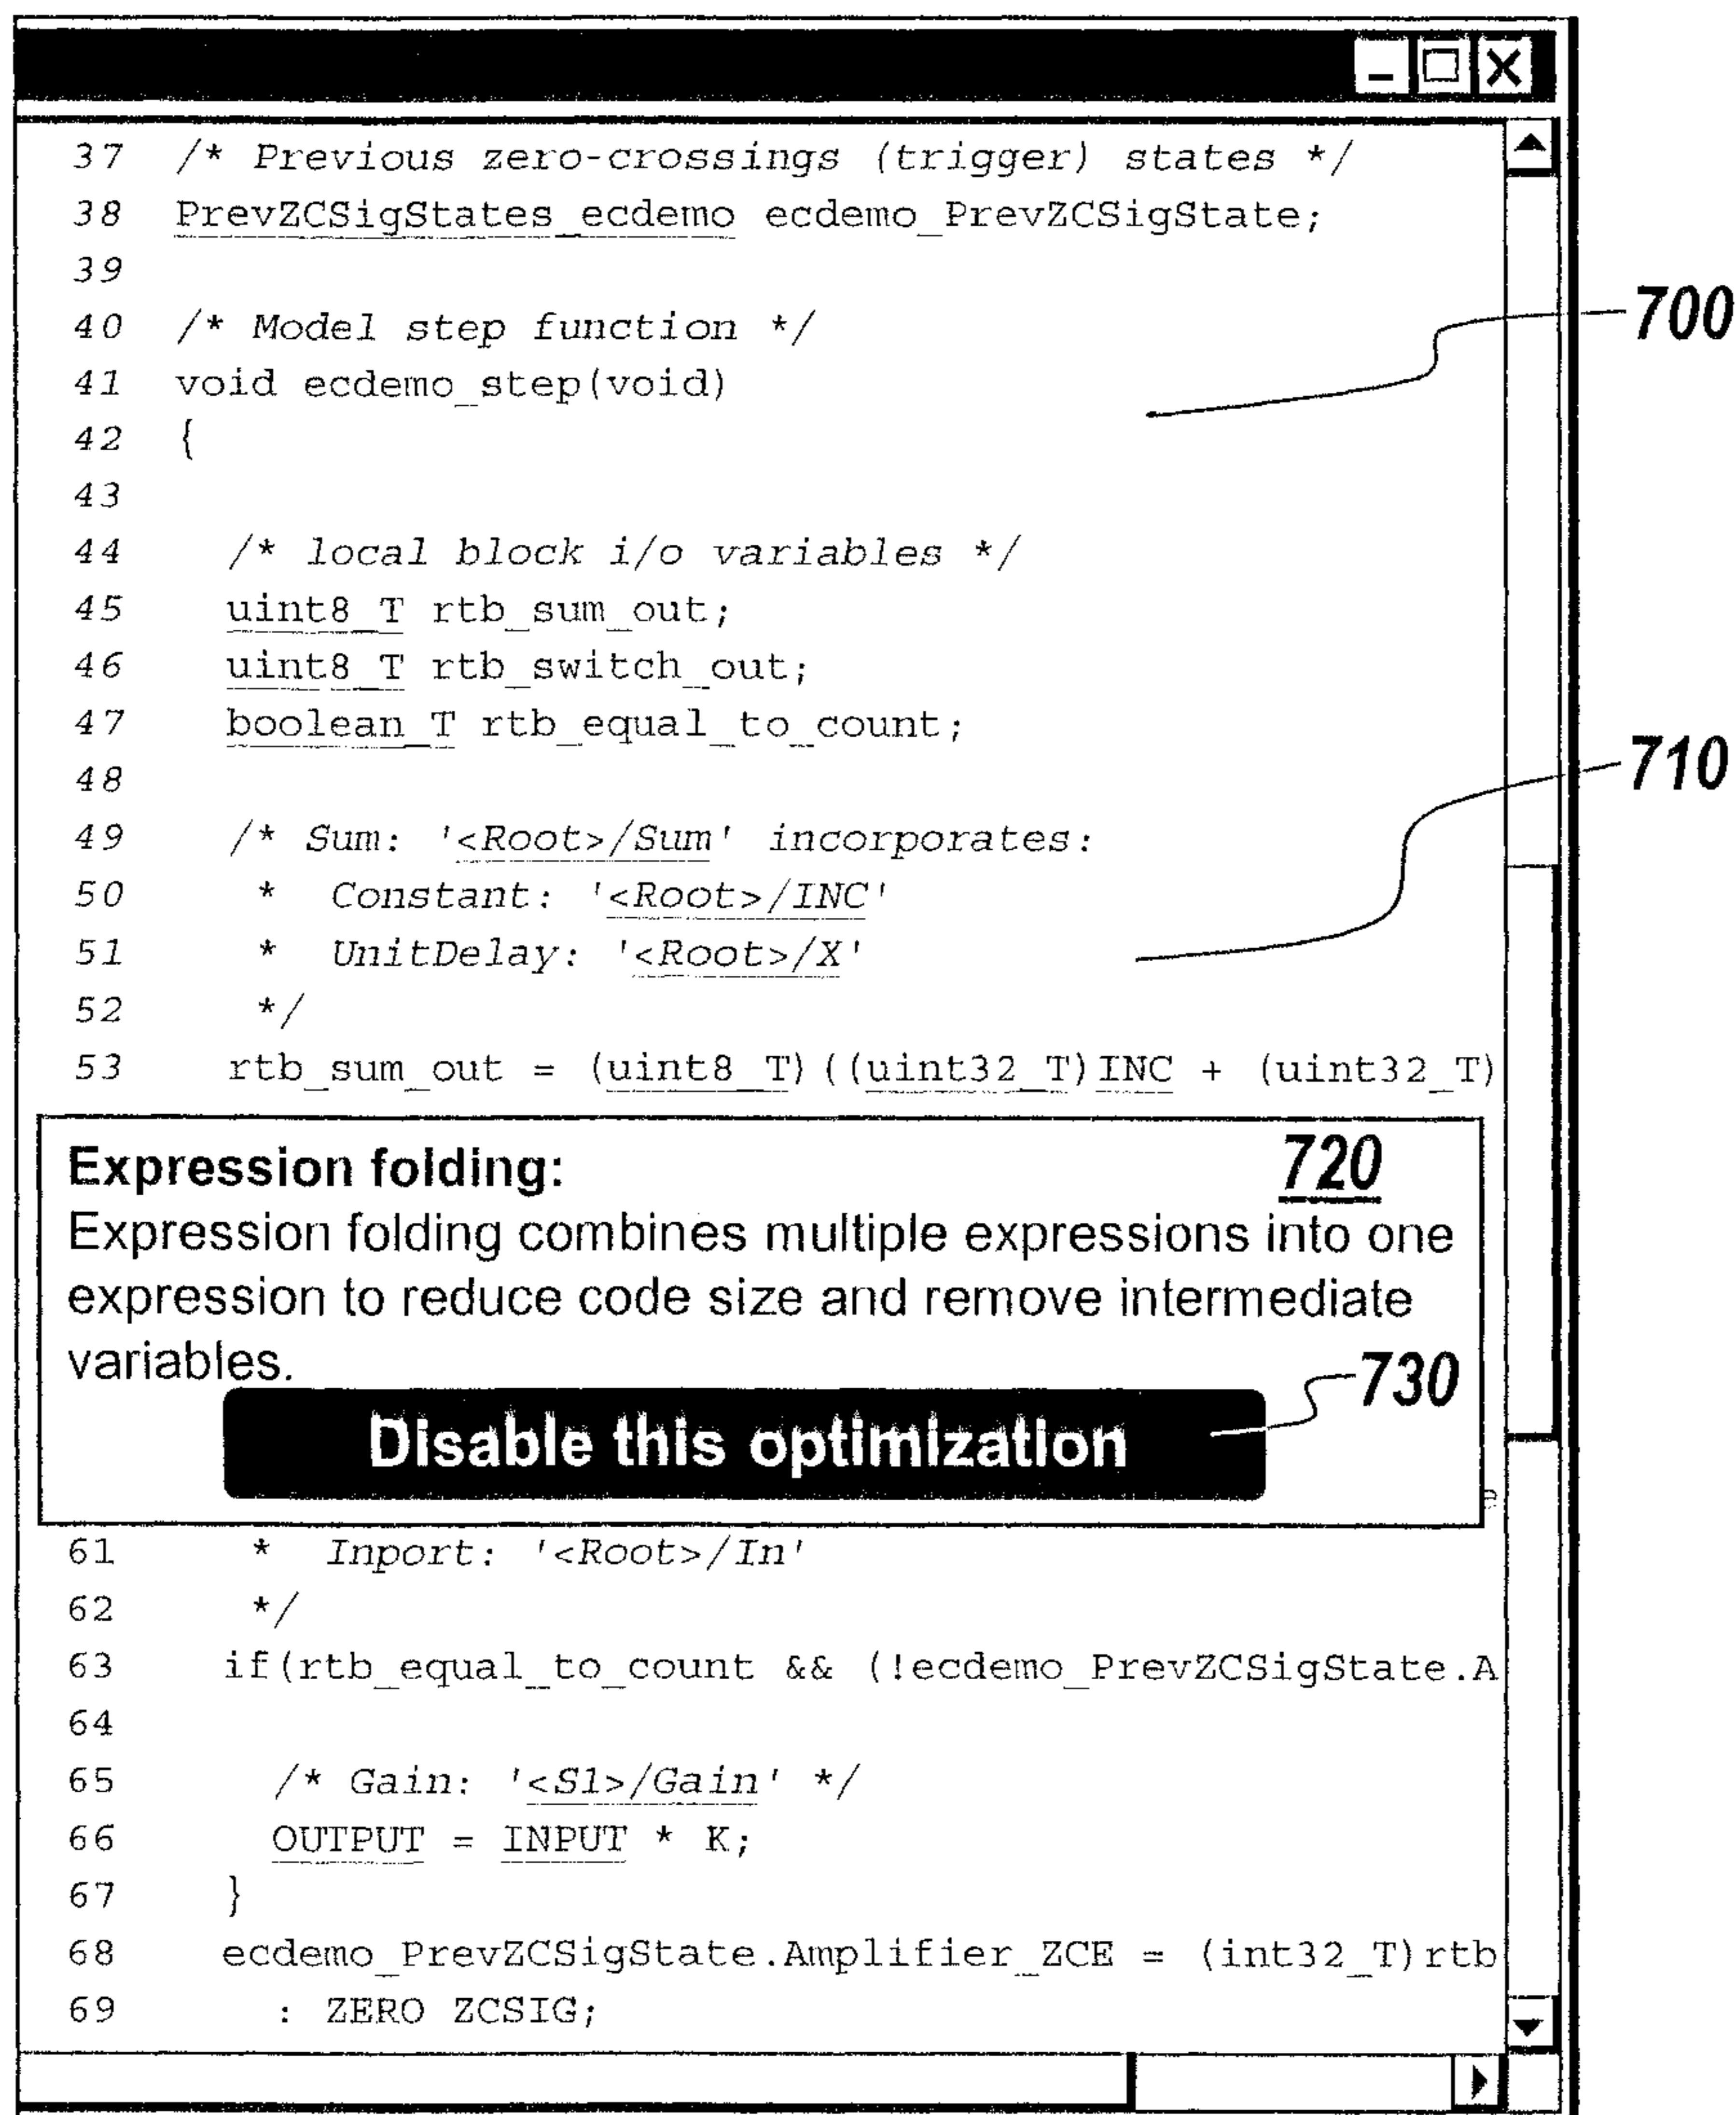 37 /* Previous zero-crossings (trigger) states */
38 PrevZCSigStates_ecdemo ecdemo_PrevZCSigState;
39
40 /* Model step function */
700
41 void ecdemo_step(void)
42 {
43
44 /* local block i/o variables */
45 uint8_T rtb_sum_out;
46 uint8_T rtb_switch_out;
47 boolean_T rtb_equal_to_count;
710
48
49 /* Sum: '<Root>/Sum' incorporates:
50 * Constant: '<Root>/INC'
51 * UnitDelay: '<Root>/X'
52 */
53 rtb_sum_out = (uint8_T)((uint32_T)INC + (uint32_T)
Expression folding: 720
Expression folding combines multiple expressions into one
expression to reduce code size and remove intermediate
variables.
730
Disable this optimization
61 * Inport: '<Root>/In'
62 */
63 if(rtb_equal_to_count && (!ecdemo_PrevZCSigState.A
64
65 /* Gain: '<S1>/Gain' */
66 OUTPUT = INPUT * K;
67 }
68 ecdemo_PrevZCSigState.Amplifier_ZCE = (int32_T)rtb
69 : ZERO ZCSIG;